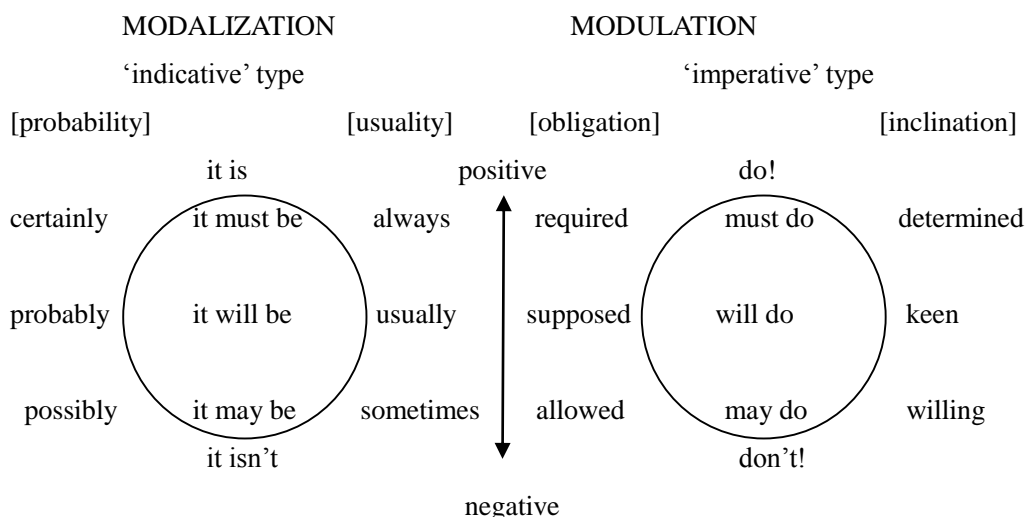 MODALIZATION MODULATION
‘indicative’ type ‘imperative’ type
[probability] [usuality] [obligation] [inclination]
it is positive do!
certainly it must be always required must do determined
probably it will be usually supposed will do keen
possibly it may be sometimes allowed may do willing
it isn’t don’t!
negative